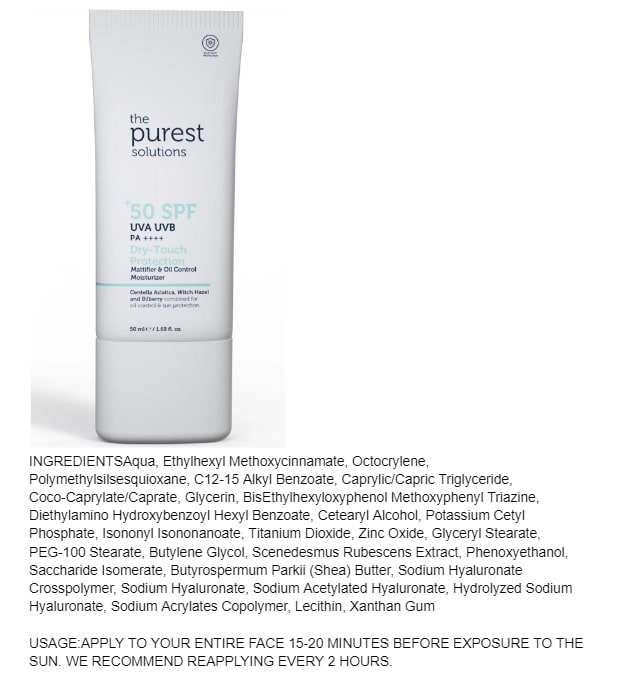 the
purest
solutions
+50 SPF
UVA UVB
PA ++++
Dry-Touch
Protection
Mattifier & Oil Control
Moisturizer
Centella Asiatica, Witch Hazel
and Bilberry combined for
oil control & sun protection
50 ml ℮ / 1.69 fl. oz.
INGREDIENTSAqua, Ethylhexyl Methoxycinnamate, Octocrylene,
Polymethylsilsesquioxane, C12-15 Alkyl Benzoate, Caprylic/Capric Triglyceride,
Coco-Caprylate/Caprate, Glycerin, BisEthylhexyloxyphenol Methoxyphenyl Triazine,
Diethylamino Hydroxybenzoyl Hexyl Benzoate, Cetearyl Alcohol, Potassium Cetyl
Phosphate, Isononyl Isononanoate, Titanium Dioxide, Zinc Oxide, Glyceryl Stearate,
PEG-100 Stearate, Butylene Glycol, Scenedesmus Rubescens Extract, Phenoxyethanol,
Saccharide Isomerate, Butyrospermum Parkii (Shea) Butter, Sodium Hyaluronate
Crosspolymer, Sodium Hyaluronate, Sodium Acetylated Hyaluronate, Hydrolyzed Sodium
Hyaluronate, Sodium Acrylates Copolymer, Lecithin, Xanthan Gum
USAGE:APPLY TO YOUR ENTIRE FACE 15-20 MINUTES BEFORE EXPOSURE TO THE
SUN. WE RECOMMEND REAPPLYING EVERY 2 HOURS.